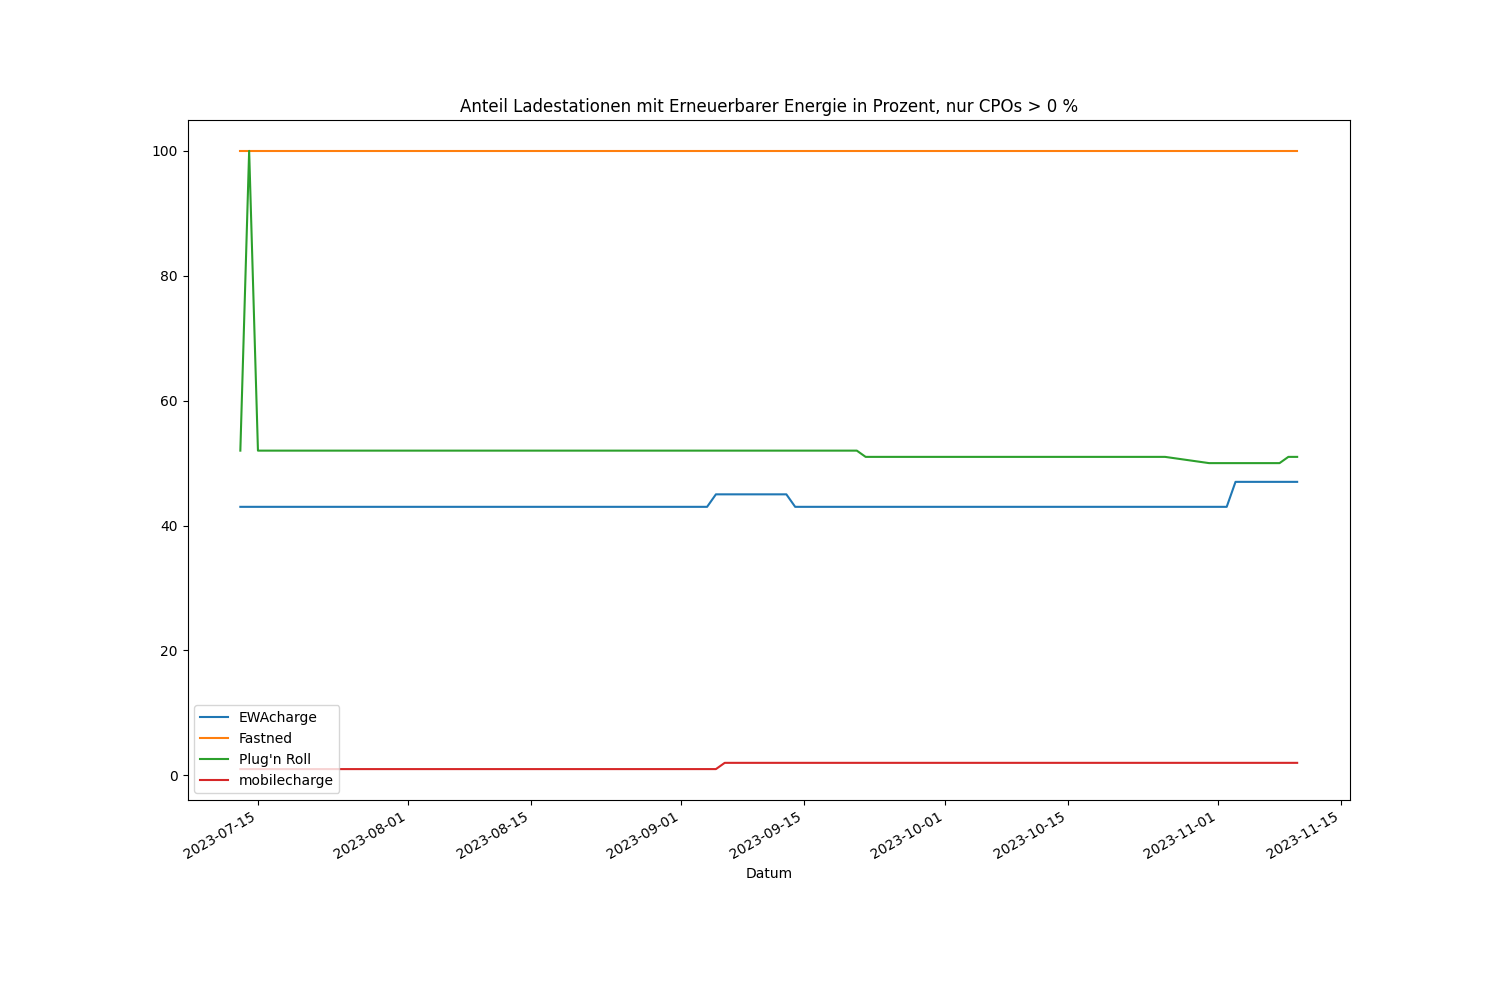 Anteil Ladestationen mit Erneuerbarer Energie in Prozent, nur CPOs > 0 %
100
80
60
40
20
0
EWAcharge
Fastned
Plug'n Roll
mobilecharge
2023-07-15
2023-08-01
2023-08-15
2023-09-01
2023-09-15
2023-10-01
2023-10-15
2023-11-01
2023-11-15
Datum